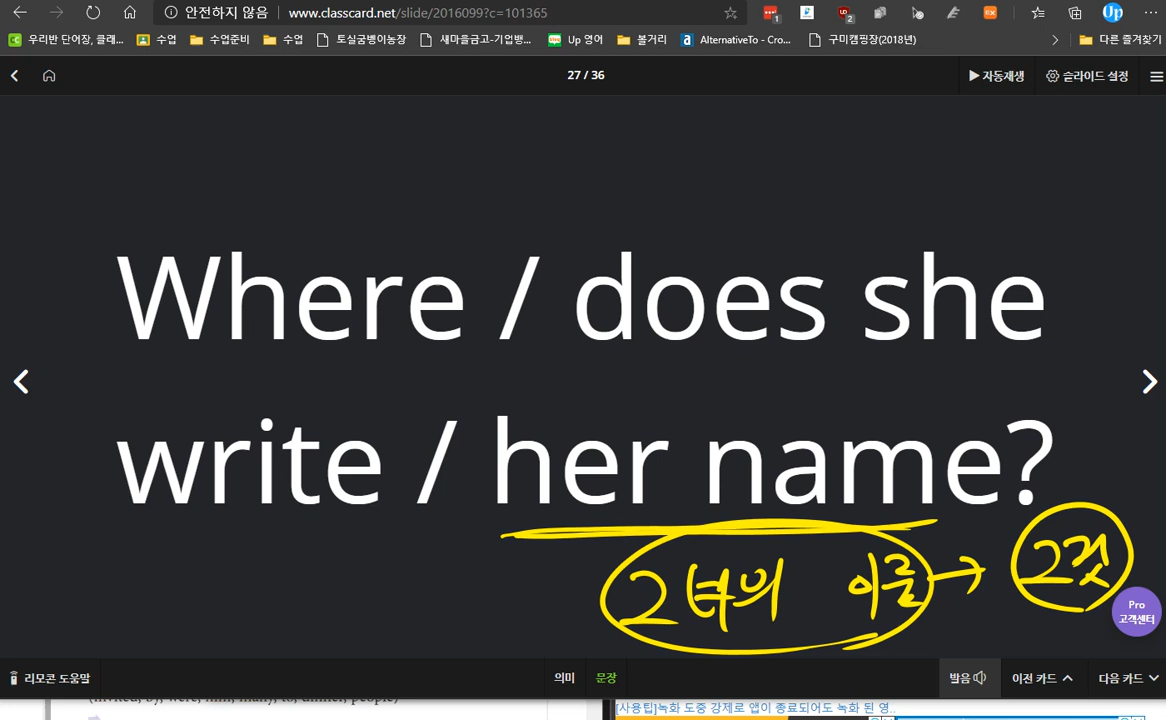 안전하지 않음 www.classcard.net/slide/2016099?c=101365
우리반 단어장, 클래... 수업 수업준비 수업 토실궁뱅이농장 새마을금고-기업뱅... Up 영어 볼거리 AlternativeTo - Cro... 구미캠핑장(2018년) 다른 즐겨찾기
27 / 36 자동재생 슬라이드 설정
Where / does she
write / her name?
그녀의 이름 → 그것
Pro
고객센터
리모콘 도움말 의미 문장 발음 이전 카드 다음 카드
[사용팁]녹화 도중 강제로 앱이 종료되어도 녹화 된 영..